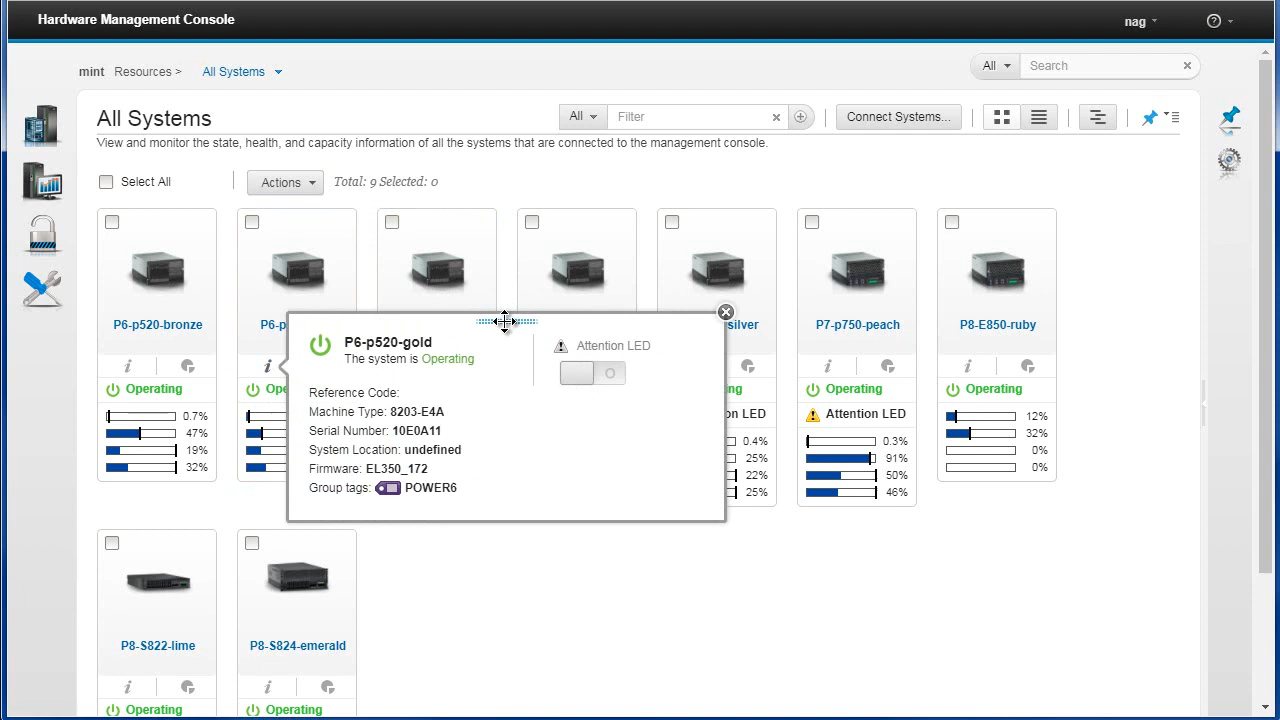 Hardware Management Console
nag
mint Resources > All Systems
All Search
All Systems
All Filter
Connect Systems...
View and monitor the state, health, and capacity information of all the systems that are connected to the management console.
Select All
Actions
Total: 9 Selected: 0
P6-p520-bronze
P6-p
silver
P7-p750-peach
P8-E850-ruby
Operating
Ope
ng
Operating
Operating
on LED
Attention LED
0.7%
47%
19%
32%
0.4%
25%
22%
25%
0.3%
91%
50%
46%
12%
32%
0%
0%
P6-p520-gold
The system is Operating
Attention LED
Reference Code:
Machine Type: 8203-E4A
Serial Number: 10E0A11
System Location: undefined
Firmware: EL350_172
Group tags: POWER6
P8-S822-lime
P8-S824-emerald
Operating
Operating